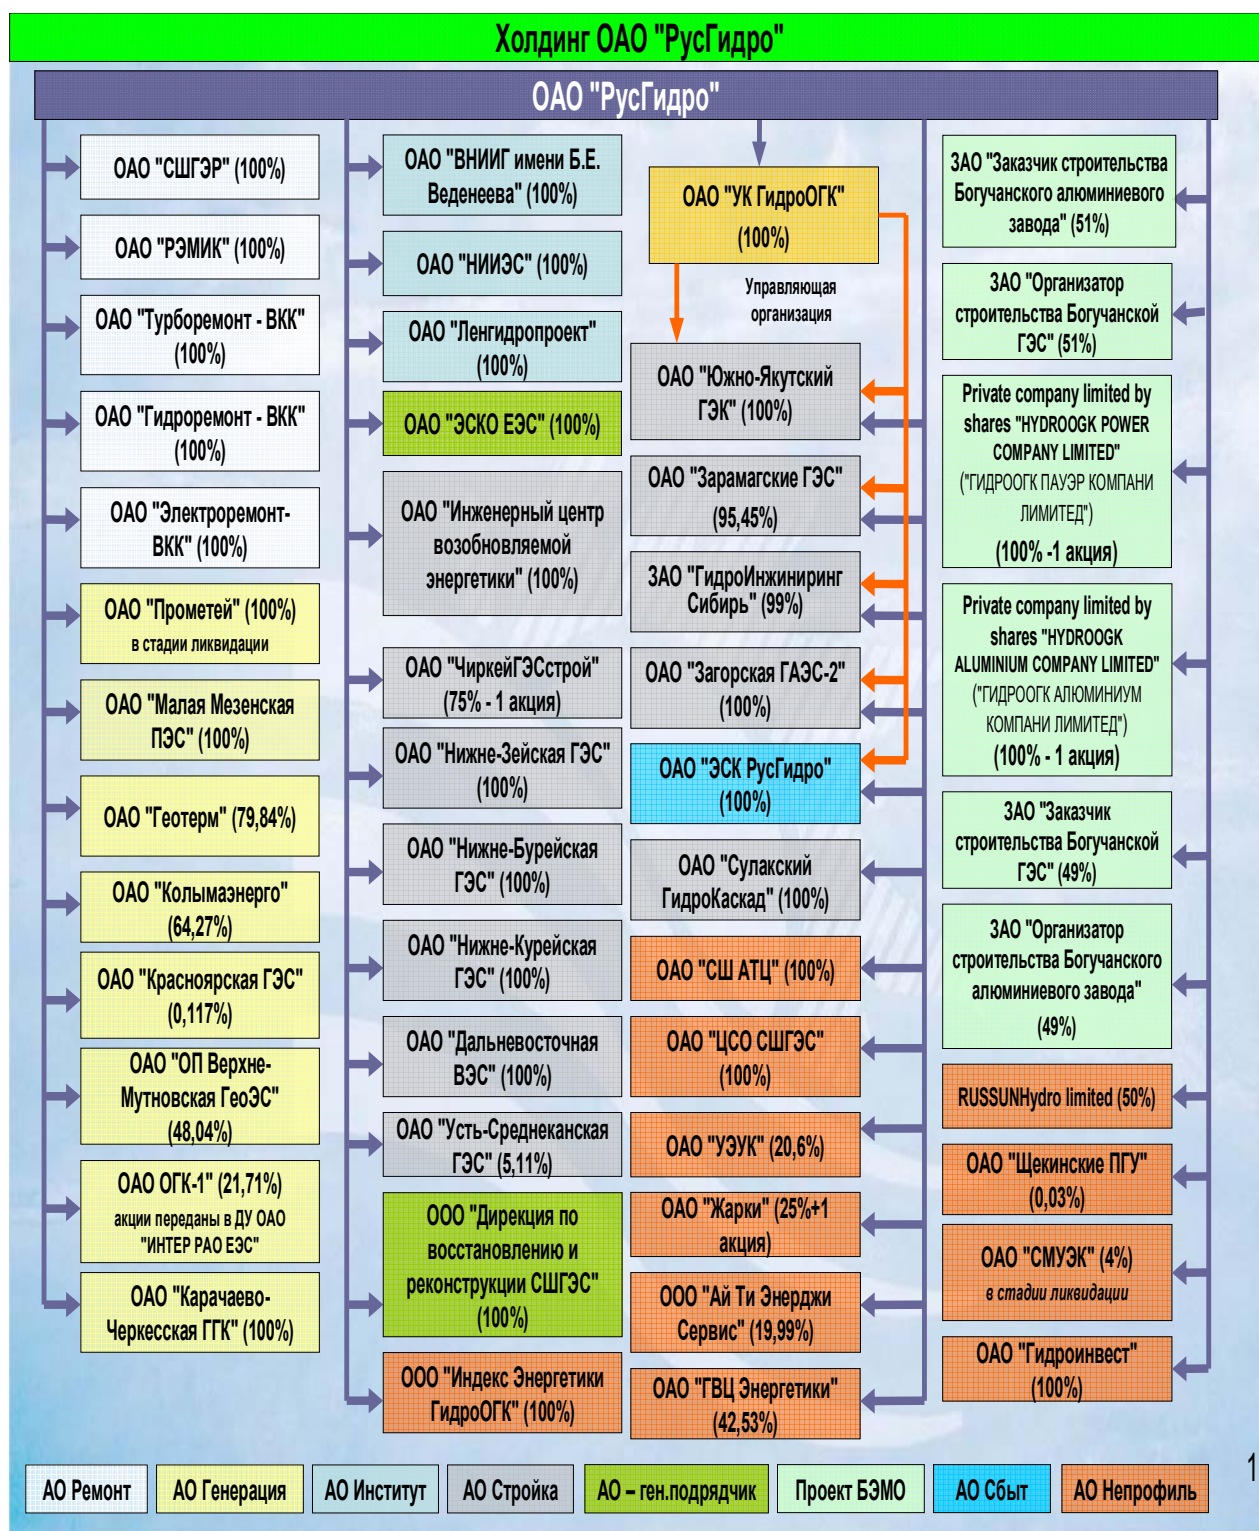 Холдинг ОАО "РусГидро"
ОАО "РусГидро"
ОАО "СШГЭР" (100%)
ОАО "РЭМИК" (100%)
ОАО "Турборемонт - ВКК"
(100%)
ОАО "Гидроремонт - ВКК"
(100%)
ОАО "Электроремонт-
ВКК" (100%)
ОАО "Прометей" (100%)
в стадии ликвидации
ОАО "Малая Мезенская
ПЭС" (100%)
ОАО "Геотерм" (79,84%)
ОАО "Колымаэнерго"
(64,27%)
ОАО "Красноярская ГЭС"
(0,117%)
ОАО "ОП Верхне-
Мутновская ГеоЭС"
(48,04%)
ОАО ОГК-1" (21,71%)
акции переданы в ДУ ОАО
"ИНТЕР РАО ЕЭС"
ОАО "Карачаево-
Черкесская ГГК" (100%)
ОАО "ВНИИГ имени Б.Е.
Веденеева" (100%)
ОАО "НИИЭС" (100%)
ОАО "Ленгидропроект"
(100%)
ОАО "ЭСКО ЕЭС" (100%)
ОАО "Инженерный центр
возобновляемой
энергетики" (100%)
ОАО "ЧиркейГЭСстрой"
(75% - 1 акция)
ОАО "Нижне-Зейская ГЭС"
(100%)
ОАО "Нижне-Бурейская
ГЭС" (100%)
ОАО "Нижне-Курейская
ГЭС" (100%)
ОАО "Дальневосточная
ВЭС" (100%)
ОАО "Усть-Среднеканская
ГЭС" (5,11%)
ООО "Дирекция по
восстановлению и
реконструкции СШГЭС"
(100%)
ООО "Индекс Энергетики
ГидроОГК" (100%)
ОАО "УК ГидроОГК"
(100%)
Управляющая
организация
ОАО "Южно-Якутский
ГЭК" (100%)
ОАО "Зарамагские ГЭС"
(95,45%)
ЗАО "ГидроИнжиниринг
Сибирь" (99%)
ОАО "Загорская ГАЭС-2"
(100%)
ОАО "ЭСК РусГидро"
(100%)
ОАО "Сулакский
ГидроКаскад" (100%)
ОАО "СШ АТЦ" (100%)
ОАО "ЦСО СШГЭС"
(100%)
ОАО "УЭУК" (20,6%)
ОАО "Жарки" (25%+1
акция)
ООО "Ай Ти Энерджи
Сервис" (19,99%)
ОАО "ГВЦ Энергетики"
(42,53%)
ЗАО "Заказчик строительства
Богучанского алюминиевого
завода" (51%)
ЗАО "Организатор
строительства Богучанской
ГЭС" (51%)
Private company limited by
shares "HYDROOGK POWER
COMPANY LIMITED"
("ГИДРООГК ПАУЭР КОМПАНИ
ЛИМИТЕД")
(100% -1 акция)
Private company limited by
shares "HYDROOGK
ALUMINIUM COMPANY LIMITED"
("ГИДРООГК АЛЮМИНИУМ
КОМПАНИ ЛИМИТЕД")
(100% - 1 акция)
ЗАО "Заказчик
строительства Богучанской
ГЭС" (49%)
ЗАО "Организатор
строительства Богучанского
алюминиевого завода"
(49%)
RUSSUNHydro limited (50%)
ОАО "Щекинские ПГУ"
(0,03%)
ОАО "СМУЭК" (4%)
в стадии ликвидации
ОАО "Гидроинвест"
(100%)
1
АО Ремонт
АО Генерация
АО Институт
АО Стройка
АО – ген.подрядчик
Проект БЭМО
АО Сбыт
АО Непрофиль